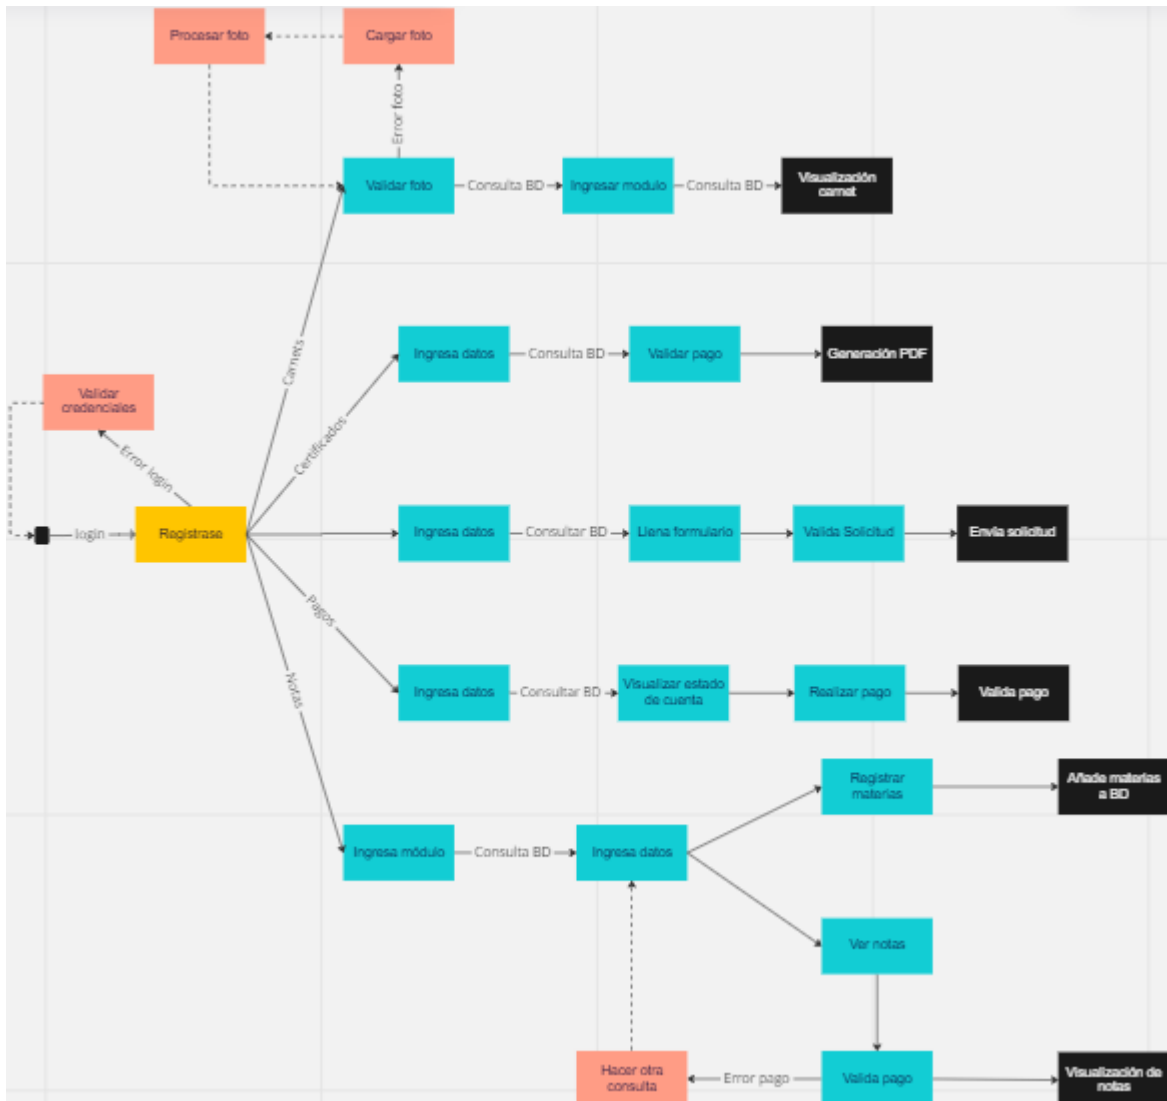 Procesar foto
Cargar foto
Error foto
Validar foto
Consulta BD
Ingresar modulo
Consulta BD
Visualización
carnet
Carnets
Ingresa datos
Consulta BD
Validar pago
Generación PDF
Certificados
Validar
credenciales
Error login
login
Registrase
Ingresa datos
Consultar BD
Llena formulario
Valida Solicitud
Envía solicitud
Pagos
Ingresa datos
Consultar BD
Visualizar estado
de cuenta
Realizar pago
Valida pago
Notas
Registrar
materias
Añade materias
a BD
Ingresa módulo
Consulta BD
Ingresa datos
Ver notas
Hacer otra
consulta
Error pago
Valida pago
Visualización de
notas